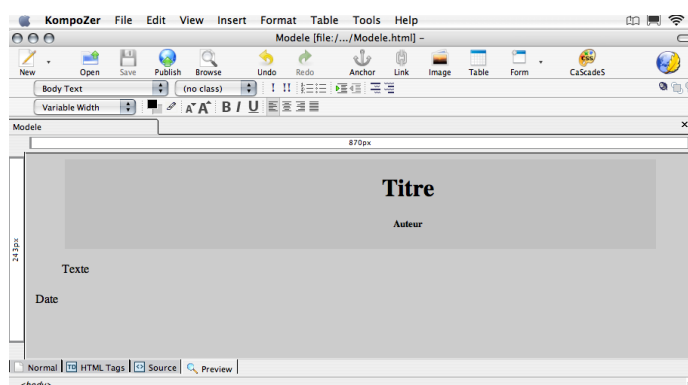 KompoZer File Edit View Insert Format Table Tools Help
Modele [file:/.../Modele.html] –
New Open Save Publish Browse Undo Redo Anchor Link Image Table Form CaScadeS
Body Text (no class) ! !!
Variable Width A A B I U
Modele x
870px
Titre
Auteur
243px
Texte
Date
Normal TD HTML Tags Source Preview
<body>